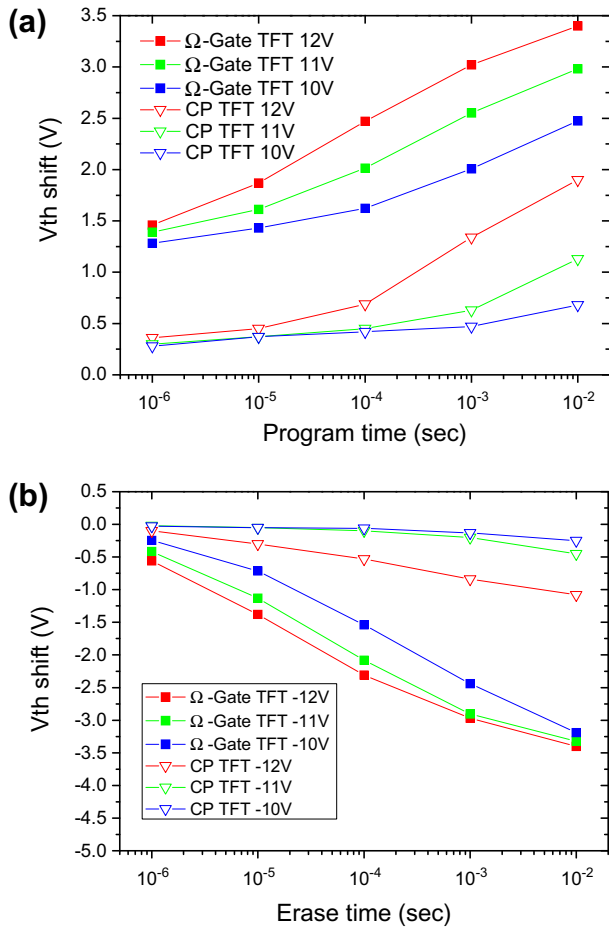 (a)
3.5
3.0
2.5
2.0
1.5
1.0
0.5
0.0
Vth shift (V)
Ω-Gate TFT 12V
Ω-Gate TFT 11V
Ω-Gate TFT 10V
CP TFT 12V
CP TFT 11V
CP TFT 10V
10⁻⁶ 10⁻⁵ 10⁻⁴ 10⁻³ 10⁻²
Program time (sec)
(b)
0.5
0.0
-0.5
-1.0
-1.5
-2.0
-2.5
-3.0
-3.5
-4.0
-4.5
-5.0
Vth shift (V)
Ω -Gate TFT -12V
Ω -Gate TFT -11V
Ω -Gate TFT -10V
CP TFT -12V
CP TFT -11V
CP TFT -10V
10⁻⁶ 10⁻⁵ 10⁻⁴ 10⁻³ 10⁻²
Erase time (sec)